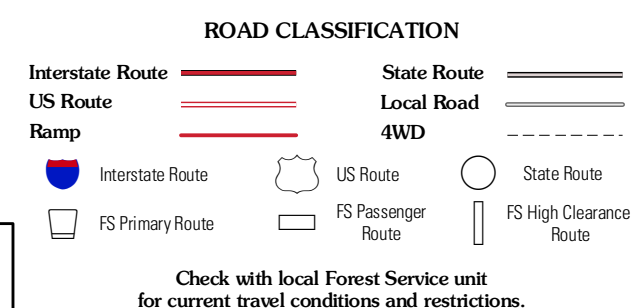 ROAD CLASSIFICATION
Interstate Route
State Route
US Route
Local Road
Ramp
4WD
Interstate Route
US Route
State Route
FS Primary Route
FS Passenger
Route
FS High Clearance
Route
Check with local Forest Service unit
for current travel conditions and restrictions.